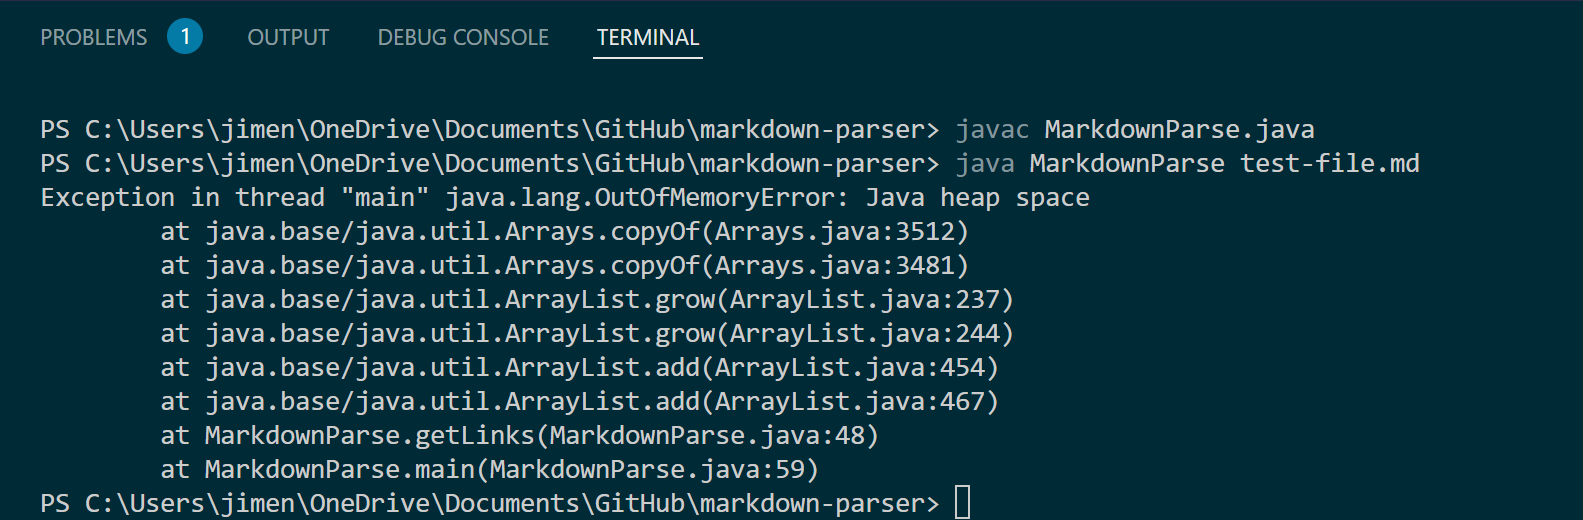 PROBLEMS 1 OUTPUT DEBUG CONSOLE TERMINAL
PS C:\Users\jimen\OneDrive\Documents\GitHub\markdown-parser> javac MarkdownParse.java
PS C:\Users\jimen\OneDrive\Documents\GitHub\markdown-parser> java MarkdownParse test-file.md
Exception in thread "main" java.lang.OutOfMemoryError: Java heap space
        at java.base/java.util.Arrays.copyOf(Arrays.java:3512)
        at java.base/java.util.Arrays.copyOf(Arrays.java:3481)
        at java.base/java.util.ArrayList.grow(ArrayList.java:237)
        at java.base/java.util.ArrayList.grow(ArrayList.java:244)
        at java.base/java.util.ArrayList.add(ArrayList.java:454)
        at java.base/java.util.ArrayList.add(ArrayList.java:467)
        at MarkdownParse.getLinks(MarkdownParse.java:48)
        at MarkdownParse.main(MarkdownParse.java:59)
PS C:\Users\jimen\OneDrive\Documents\GitHub\markdown-parser>